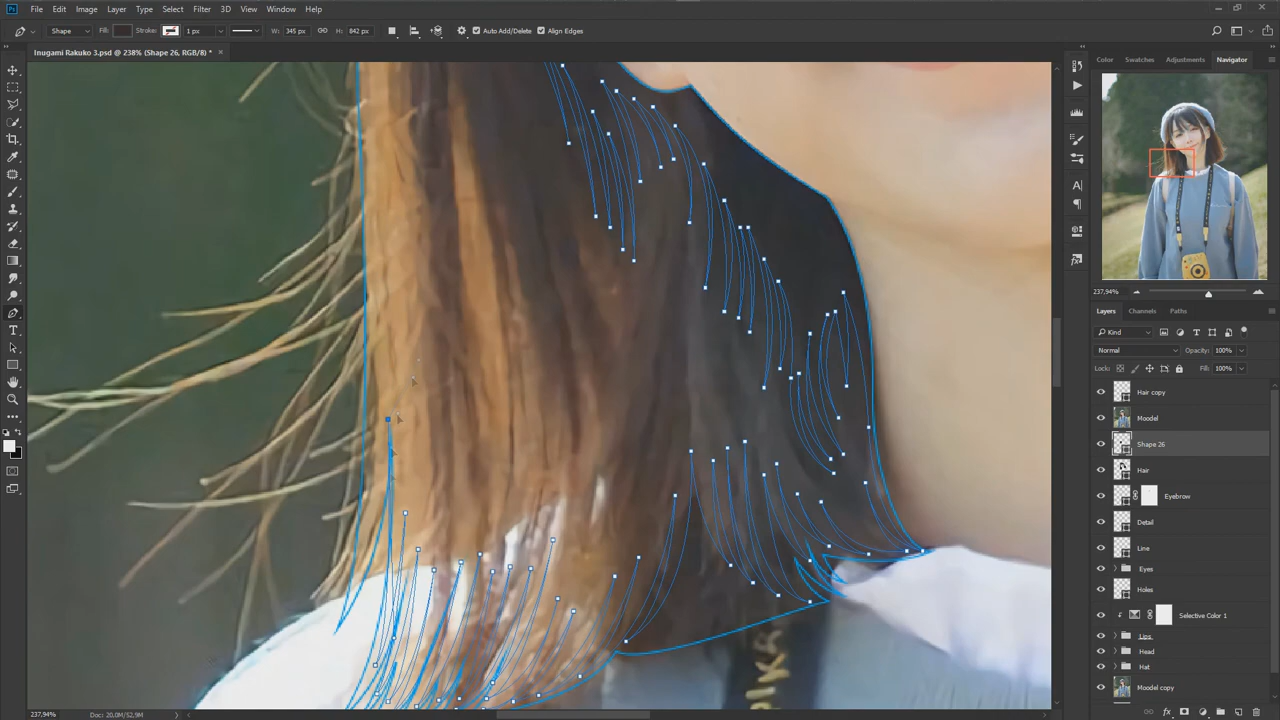 Ps File Edit Image Layer Type Select Filter 3D View Window Help
Shape Fill: Stroke: 1 px W: 345 px H: 842 px Auto Add/Delete Align Edges
Inugami Rakuko 3.psd @ 238% (Shape 26, RGB/8) *
Color Swatches Adjustments Navigator
237,94%
Layers Channels Paths
Kind
Normal Opacity: 100%
Lock: Fill: 100%
Hair copy
Moodel
Shape 26
Hair
Eyebrow
Detail
Line
Eyes
Holes
Selective Color 1
Lips
Head
Hat
Moodel copy
237,94% Doc: 20,0M/52,9M